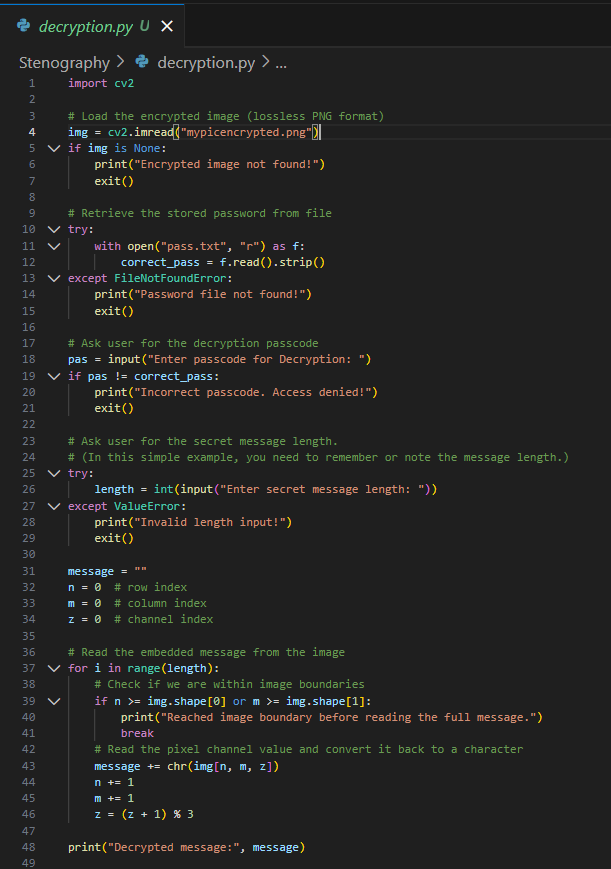 decryption.py U ×
Stenography > decryption.py > ...
1 import cv2
2
3 # Load the encrypted image (lossless PNG format)
4 img = cv2.imread("mypicencrypted.png")
5 if img is None:
6     print("Encrypted image not found!")
7     exit()
8
9 # Retrieve the stored password from file
10 try:
11     with open("pass.txt", "r") as f:
12         correct_pass = f.read().strip()
13 except FileNotFoundError:
14     print("Password file not found!")
15     exit()
16
17 # Ask user for the decryption passcode
18 pas = input("Enter passcode for Decryption: ")
19 if pas != correct_pass:
20     print("Incorrect passcode. Access denied!")
21     exit()
22
23 # Ask user for the secret message length.
24 # (In this simple example, you need to remember or note the message length.)
25 try:
26     length = int(input("Enter secret message length: "))
27 except ValueError:
28     print("Invalid length input!")
29     exit()
30
31 message = ""
32 n = 0  # row index
33 m = 0  # column index
34 z = 0  # channel index
35
36 # Read the embedded message from the image
37 for i in range(length):
38     # Check if we are within image boundaries
39     if n >= img.shape[0] or m >= img.shape[1]:
40         print("Reached image boundary before reading the full message.")
41         break
42     # Read the pixel channel value and convert it back to a character
43     message += chr(img[n, m, z])
44     n += 1
45     m += 1
46     z = (z + 1) % 3
47
48 print("Decrypted message:", message)
49